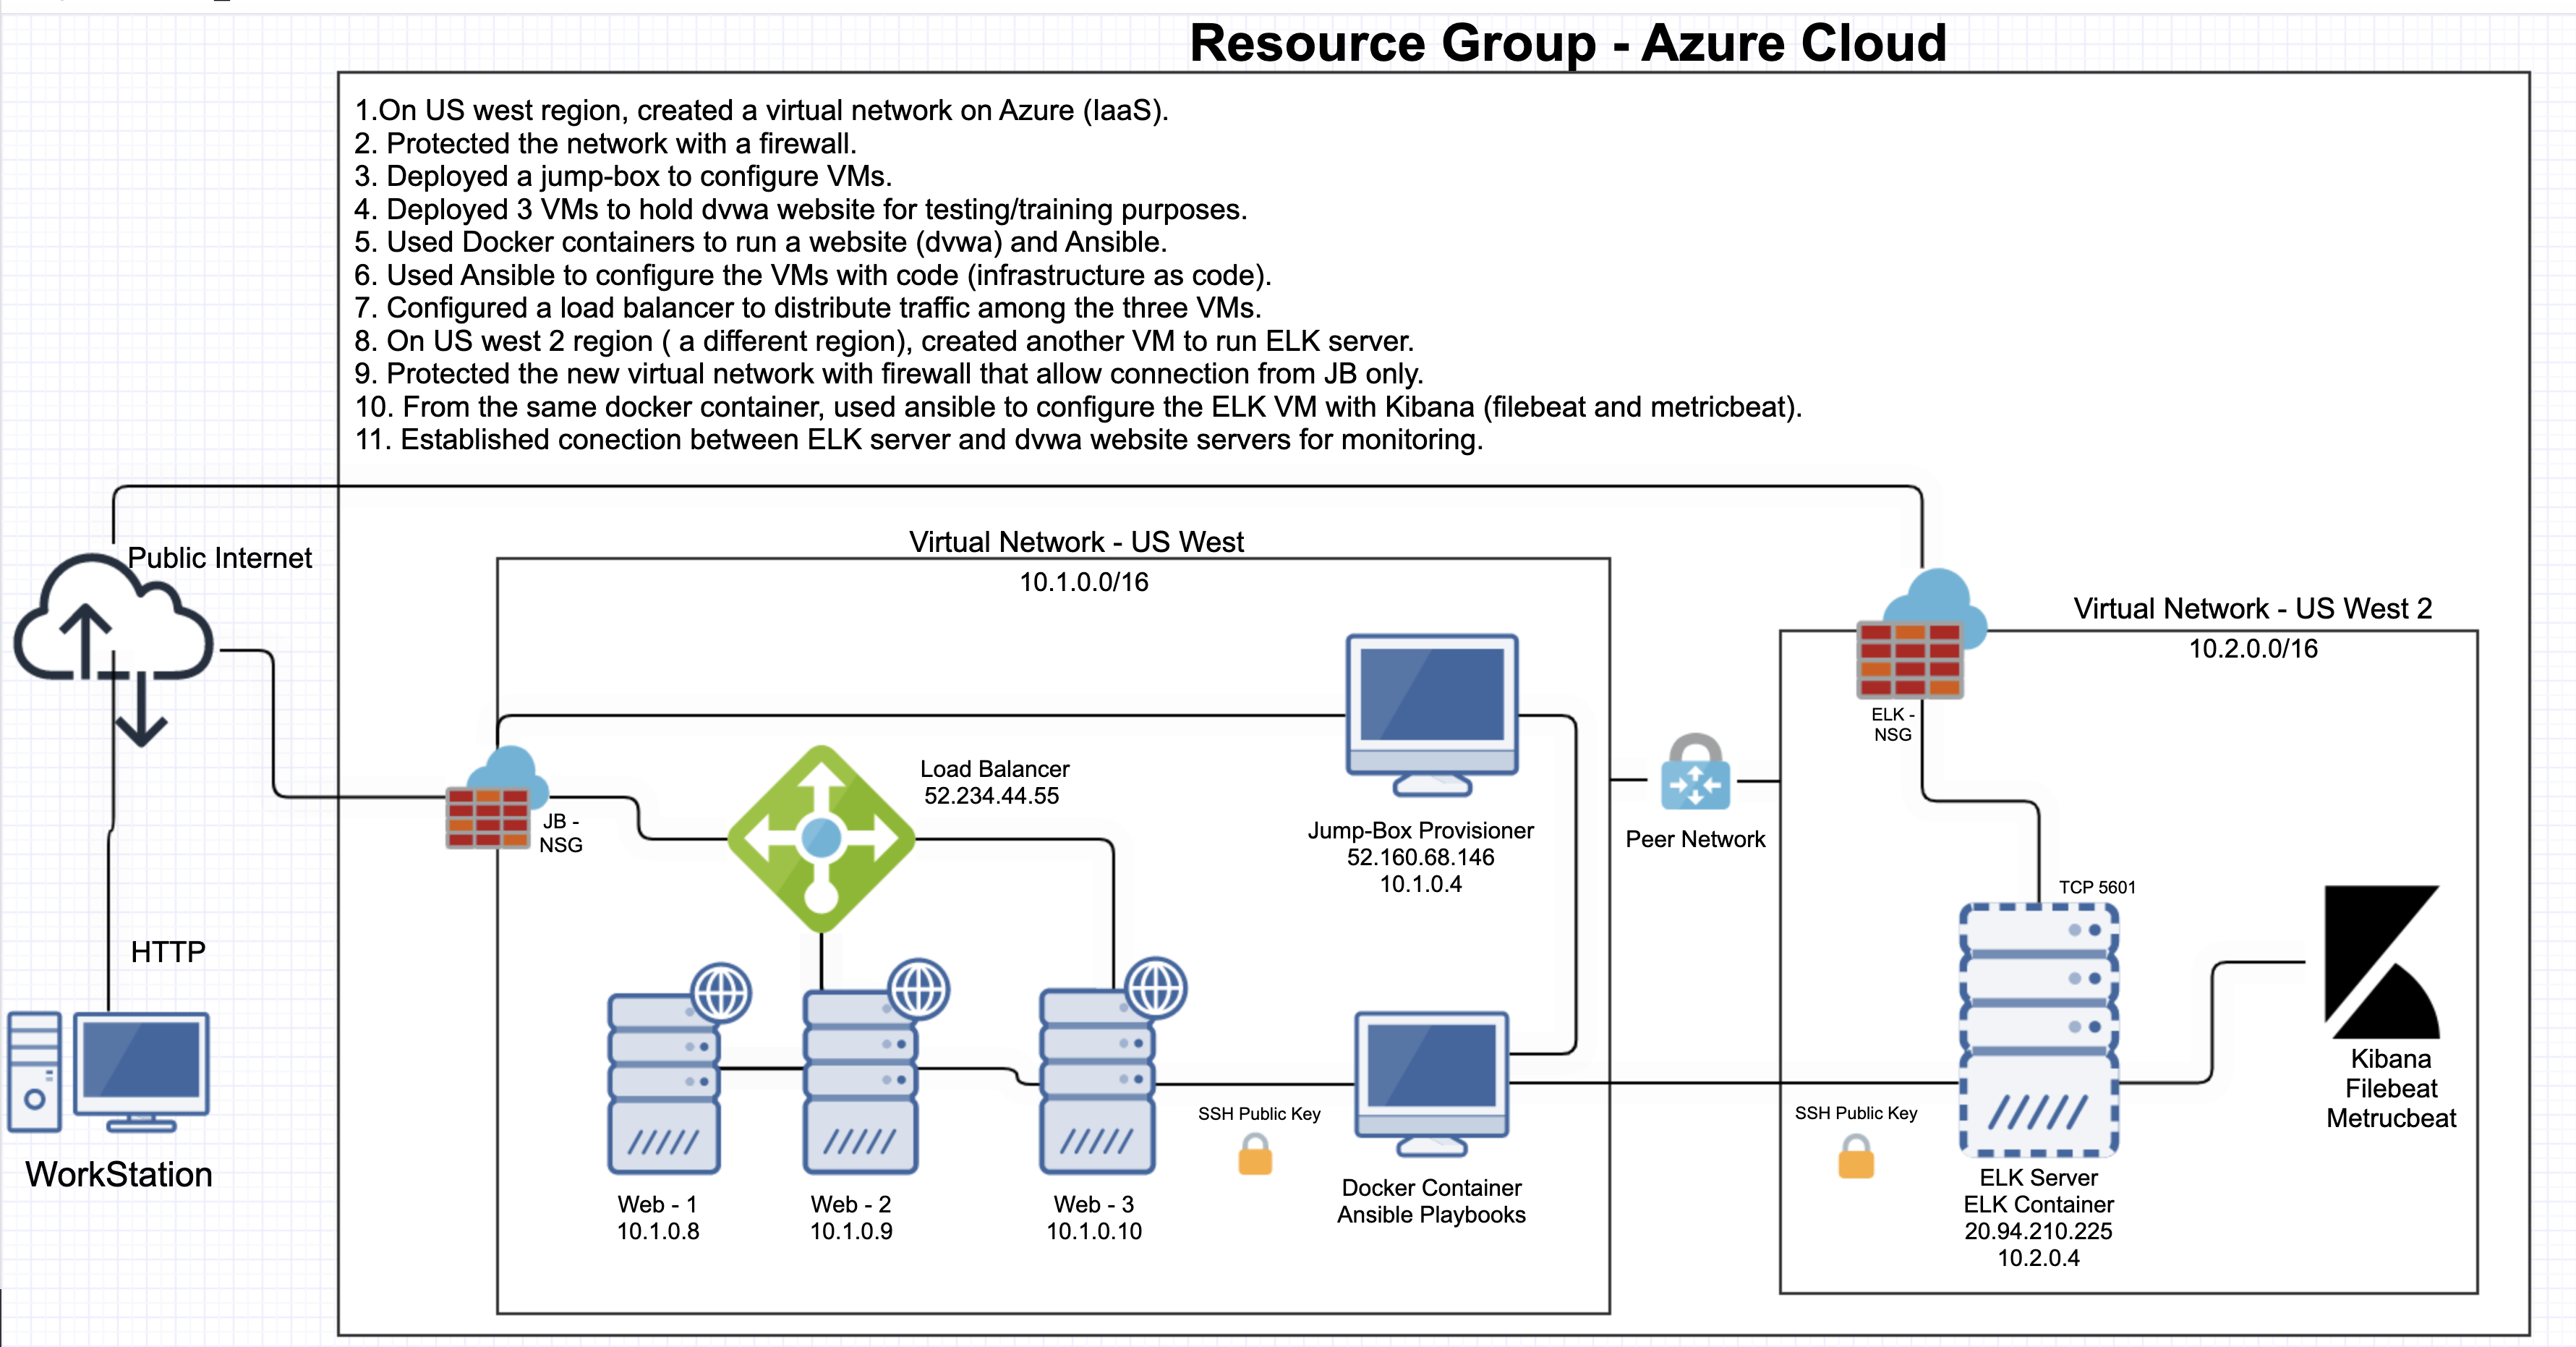 Resource Group - Azure Cloud
1.On US west region, created a virtual network on Azure (IaaS).
2. Protected the network with a firewall.
3. Deployed a jump-box to configure VMs.
4. Deployed 3 VMs to hold dvwa website for testing/training purposes.
5. Used Docker containers to run a website (dvwa) and Ansible.
6. Used Ansible to configure the VMs with code (infrastructure as code).
7. Configured a load balancer to distribute traffic among the three VMs.
8. On US west 2 region ( a different region), created another VM to run ELK server.
9. Protected the new virtual network with firewall that allow connection from JB only.
10. From the same docker container, used ansible to configure the ELK VM with Kibana (filebeat and metricbeat).
11. Established conection between ELK server and dvwa website servers for monitoring.
Public Internet
HTTP
WorkStation
Virtual Network - US West
10.1.0.0/16
JB -
NSG
Load Balancer
52.234.44.55
Jump-Box Provisioner
52.160.68.146
10.1.0.4
Web - 1
10.1.0.8
Web - 2
10.1.0.9
Web - 3
10.1.0.10
SSH Public Key
Docker Container
Ansible Playbooks
Peer Network
Virtual Network - US West 2
10.2.0.0/16
ELK -
NSG
TCP 5601
SSH Public Key
ELK Server
ELK Container
20.94.210.225
10.2.0.4
Kibana
Filebeat
Metrucbeat